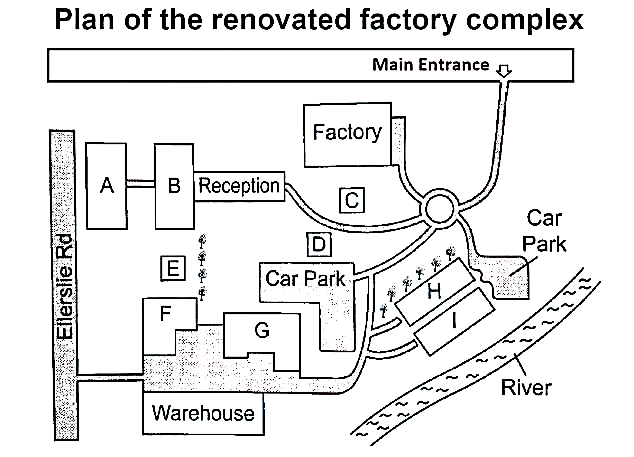 Plan of the renovated factory complex
Main Entrance
Factory
A
B
Reception
C
D
Car
Park
E
Car Park
Ellerslie Rd
F
G
H
I
River
Warehouse